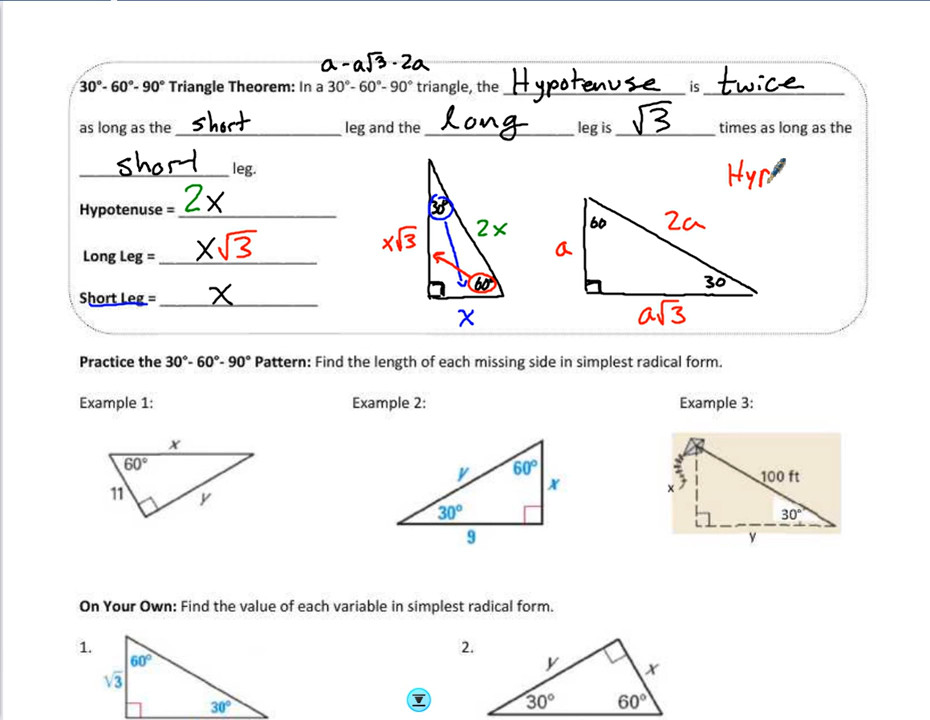 a - a√3 - 2a
30°- 60°- 90° Triangle Theorem: In a 30°- 60°- 90° triangle, the Hypotenuse is twice
as long as the short leg and the long leg is √3 times as long as the
short leg.
Hyp
Hypotenuse = 2x
Long Leg = x√3
Short Leg = x
30°
2x
x√3
60°
x
60
2a
a
30
a√3
Practice the 30°- 60°- 90° Pattern: Find the length of each missing side in simplest radical form.
Example 1: Example 2: Example 3:
x
60°
11
y
y
60°
x
30°
9
100 ft
x
30°
y
On Your Own: Find the value of each variable in simplest radical form.
1. 2.
60°
√3
30°
y
x
30°
60°